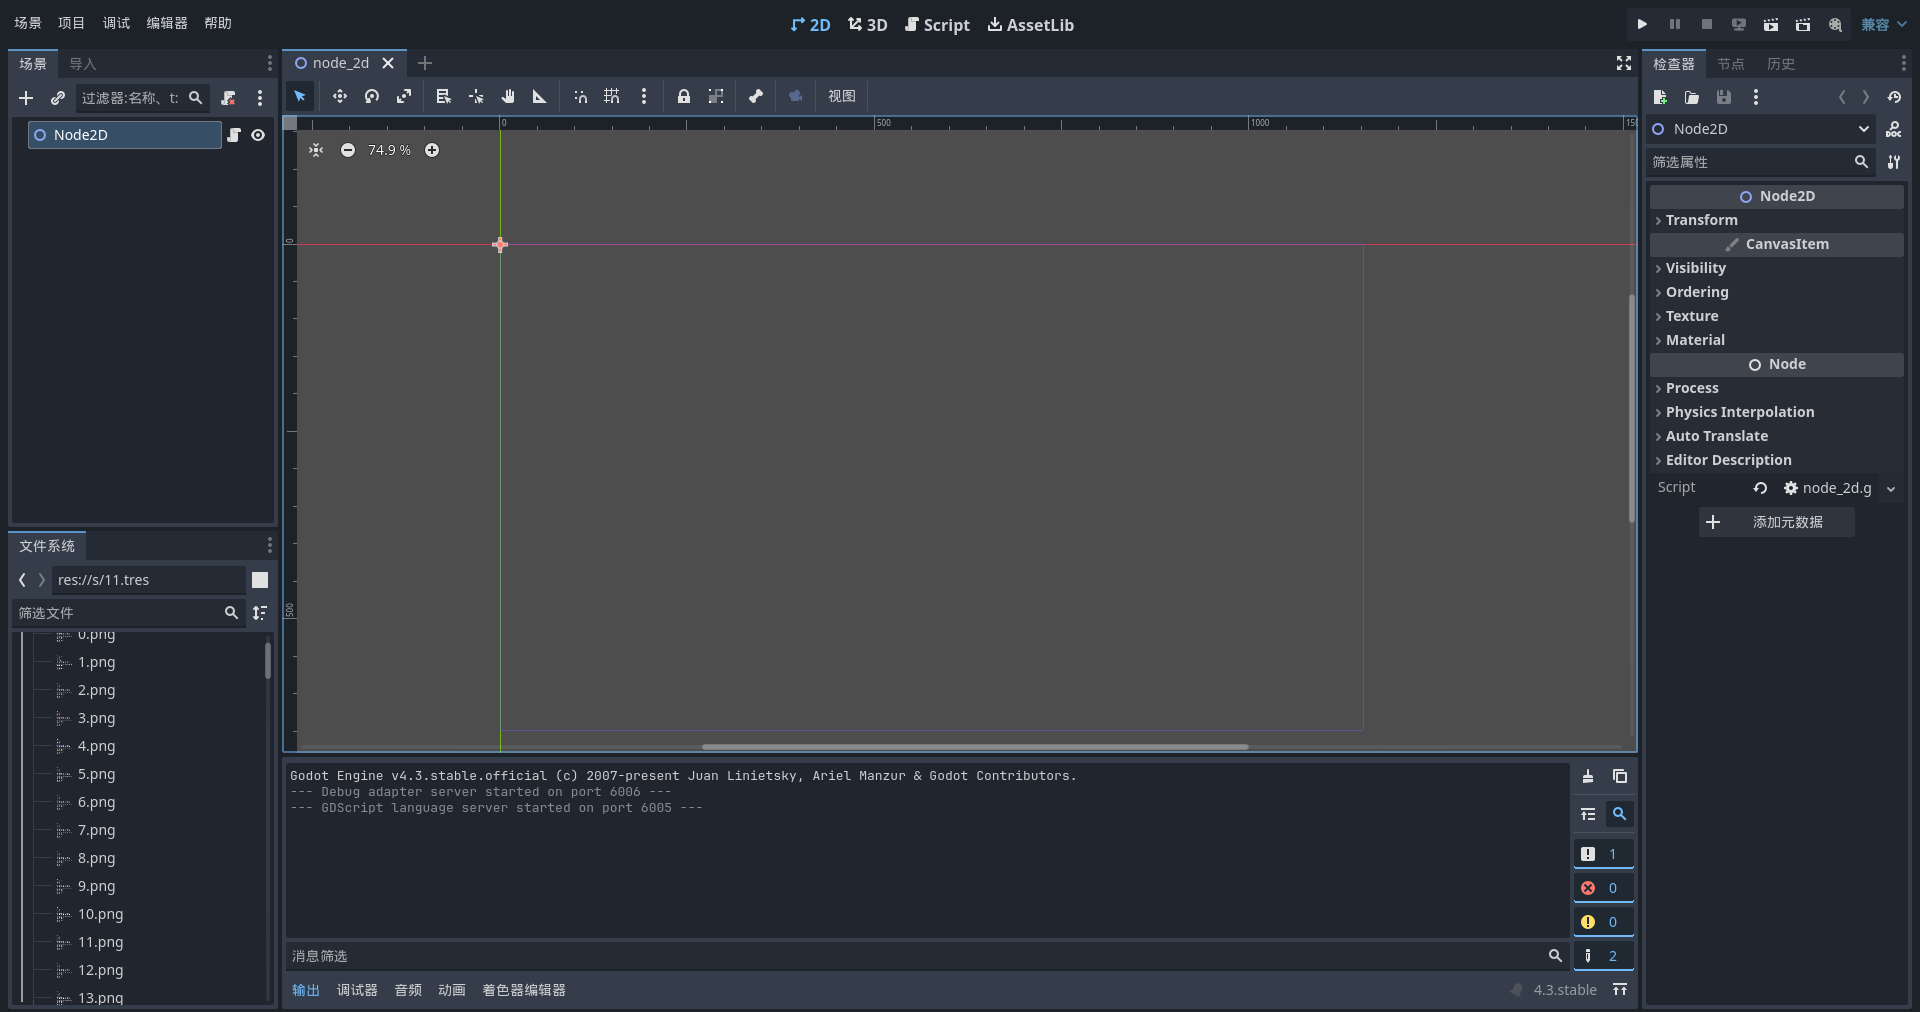 场景 项目 调试 编辑器 帮助
2D 3D Script AssetLib
兼容
场景 导入
过滤器:名称、t:
Node2D
node_2d
视图
0 500 1000 150
74.9 %
0
500
文件系统
res://s/11.tres
筛选文件
0.png
1.png
2.png
3.png
4.png
5.png
6.png
7.png
8.png
9.png
10.png
11.png
12.png
13.png
Godot Engine v4.3.stable.official (c) 2007-present Juan Linietsky, Ariel Manzur & Godot Contributors.
--- Debug adapter server started on port 6006 ---
--- GDScript language server started on port 6005 ---
1
0
0
2
消息筛选
输出 调试器 音频 动画 着色器编辑器
4.3.stable
检查器 节点 历史
Node2D
DOC
筛选属性
Node2D
Transform
CanvasItem
Visibility
Ordering
Texture
Material
Node
Process
Physics Interpolation
Auto Translate
Editor Description
Script node_2d.g
添加元数据